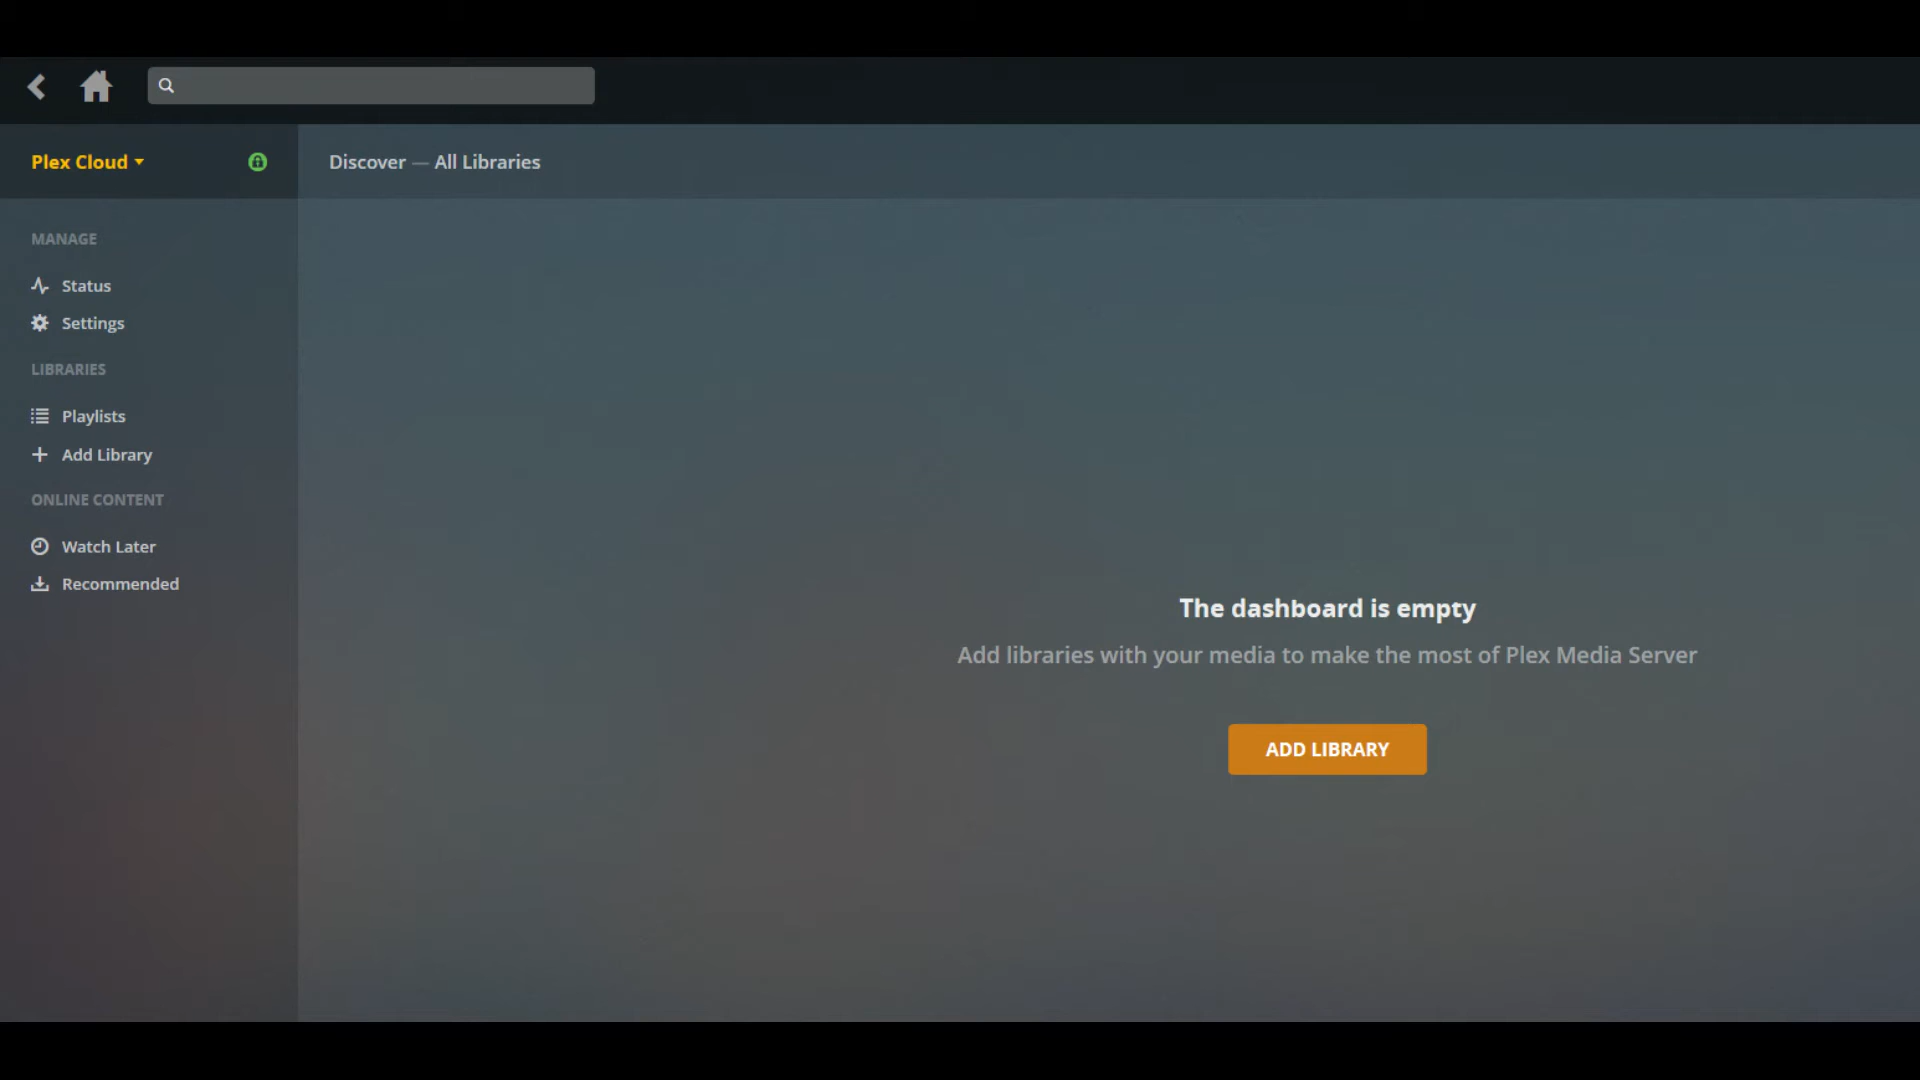 Plex Cloud
Discover — All Libraries
MANAGE
Status
Settings
LIBRARIES
Playlists
Add Library
ONLINE CONTENT
Watch Later
Recommended
The dashboard is empty
Add libraries with your media to make the most of Plex Media Server
ADD LIBRARY